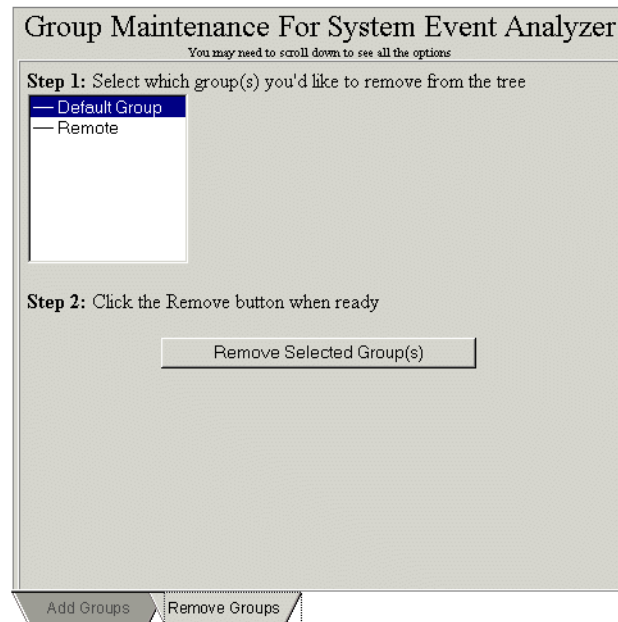 Group Maintenance For System Event Analyzer
You may need to scroll down to see all the options
Step 1: Select which group(s) you'd like to remove from the tree
Default Group
Remote
Step 2: Click the Remove button when ready
Remove Selected Group(s)
Add Groups
Remove Groups